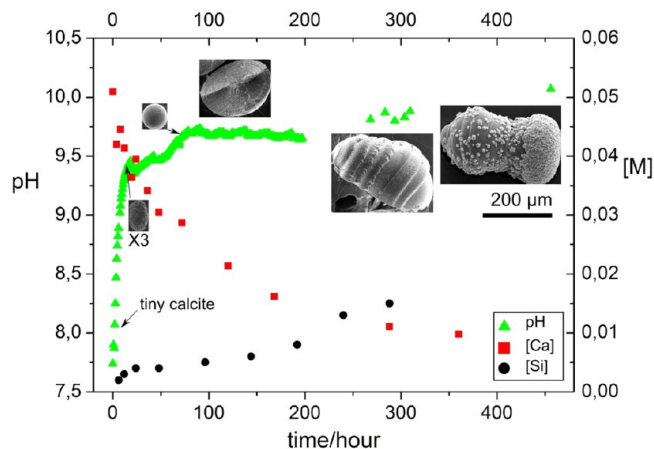 0 100 200 300 400
10,5
10,0
9,5
9,0
8,5
8,0
7,5
pH
0,06
0,05
0,04
0,03
0,02
0,01
0,00
[M]
X3
tiny calcite
200 µm
pH
[Ca]
[Si]
0 100 200 300 400
time/hour